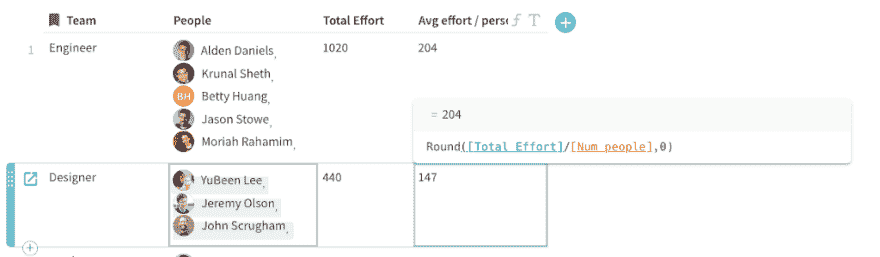 Team People Total Effort Avg effort / pers f T
1 Engineer Alden Daniels, 1020 204
Krunal Sheth,
BH Betty Huang,
Jason Stowe,
Moriah Rahamim,
= 204
Round([Total Effort]/[Num people],0)
Designer YuBeen Lee, 440 147
Jeremy Olson,
John Scrugham,